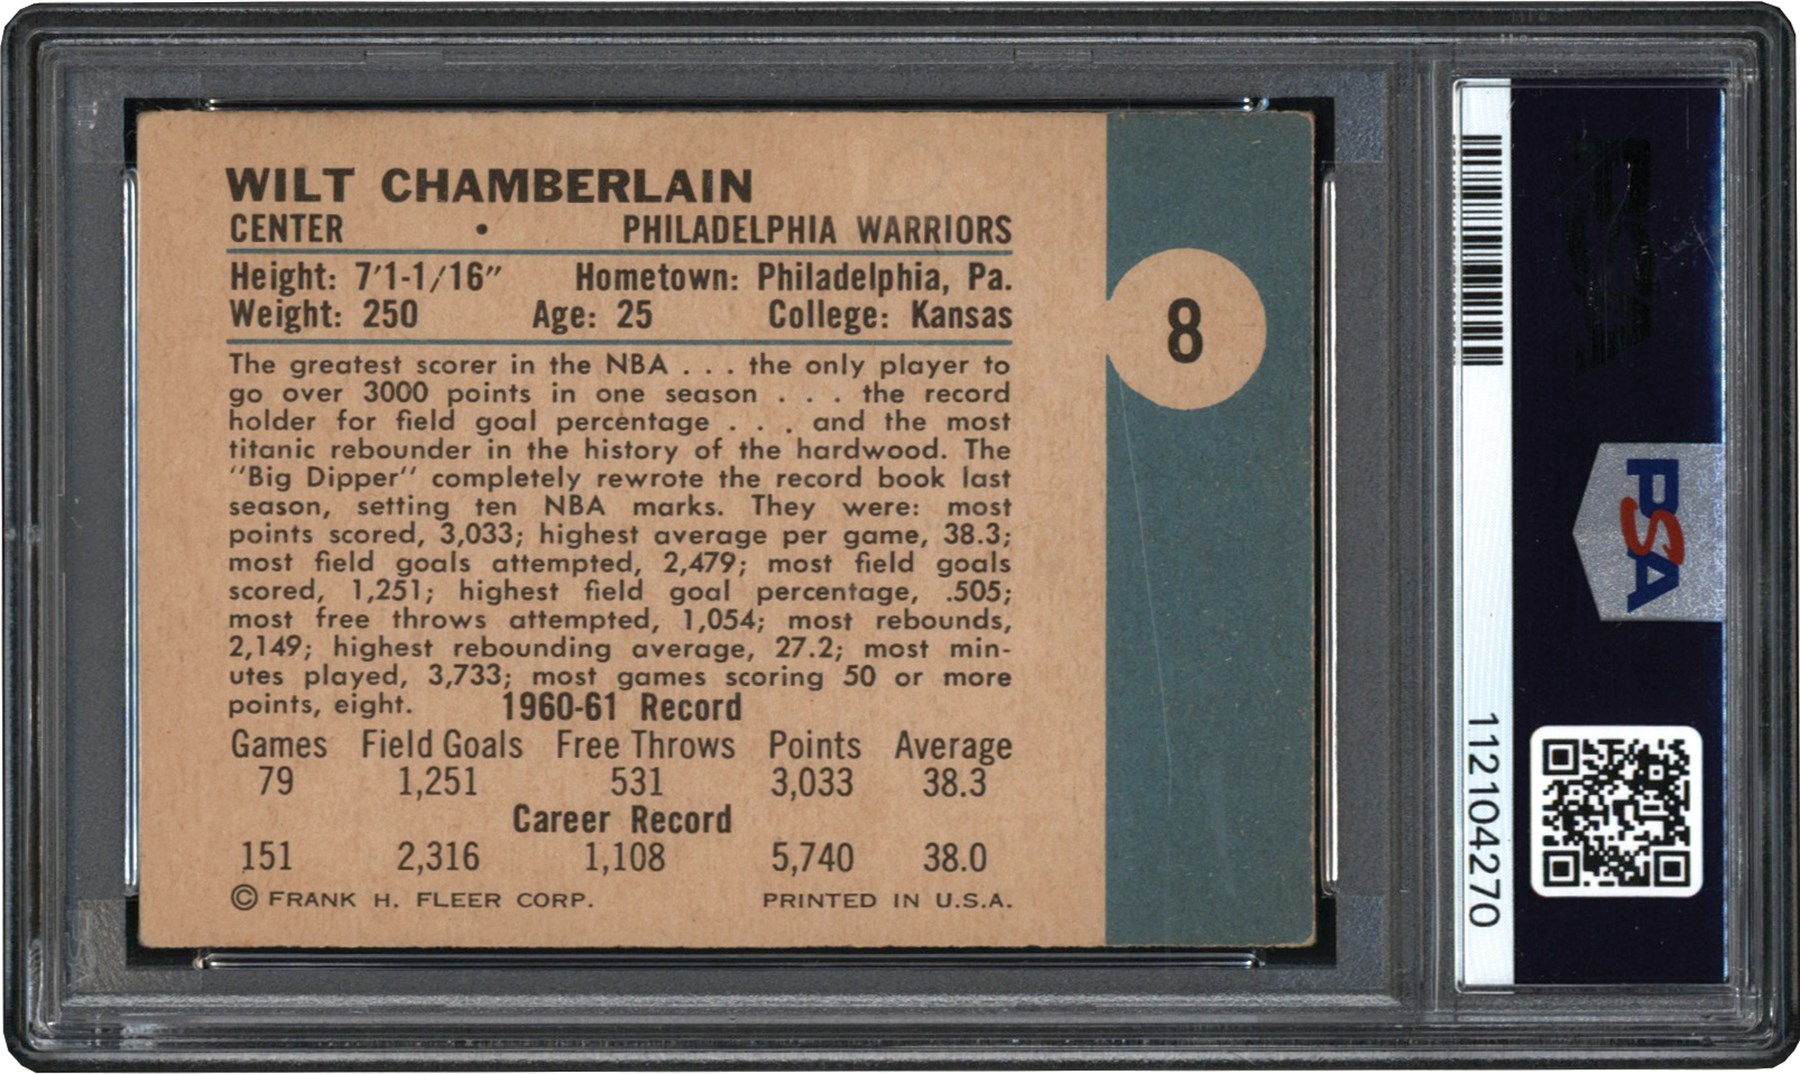 WILT CHAMBERLAIN
CENTER • PHILADELPHIA WARRIORS
Height: 7'1-1/16" Hometown: Philadelphia, Pa.
Weight: 250 Age: 25 College: Kansas
8
The greatest scorer in the NBA . . . the only player to
go over 3000 points in one season . . . the record
holder for field goal percentage . . . and the most
titanic rebounder in the history of the hardwood. The
"Big Dipper" completely rewrote the record book last
season, setting ten NBA marks. They were: most
points scored, 3,033; highest average per game, 38.3;
most field goals attempted, 2,479; most field goals
scored, 1,251; highest field goal percentage, .505;
most free throws attempted, 1,054; most rebounds,
2,149; highest rebounding average, 27.2; most min-
utes played, 3,733; most games scoring 50 or more
points, eight. 1960-61 Record
Games Field Goals Free Throws Points Average
79 1,251 531 3,033 38.3
Career Record
151 2,316 1,108 5,740 38.0
© FRANK H. FLEER CORP. PRINTED IN U.S.A.
PSA
112104270